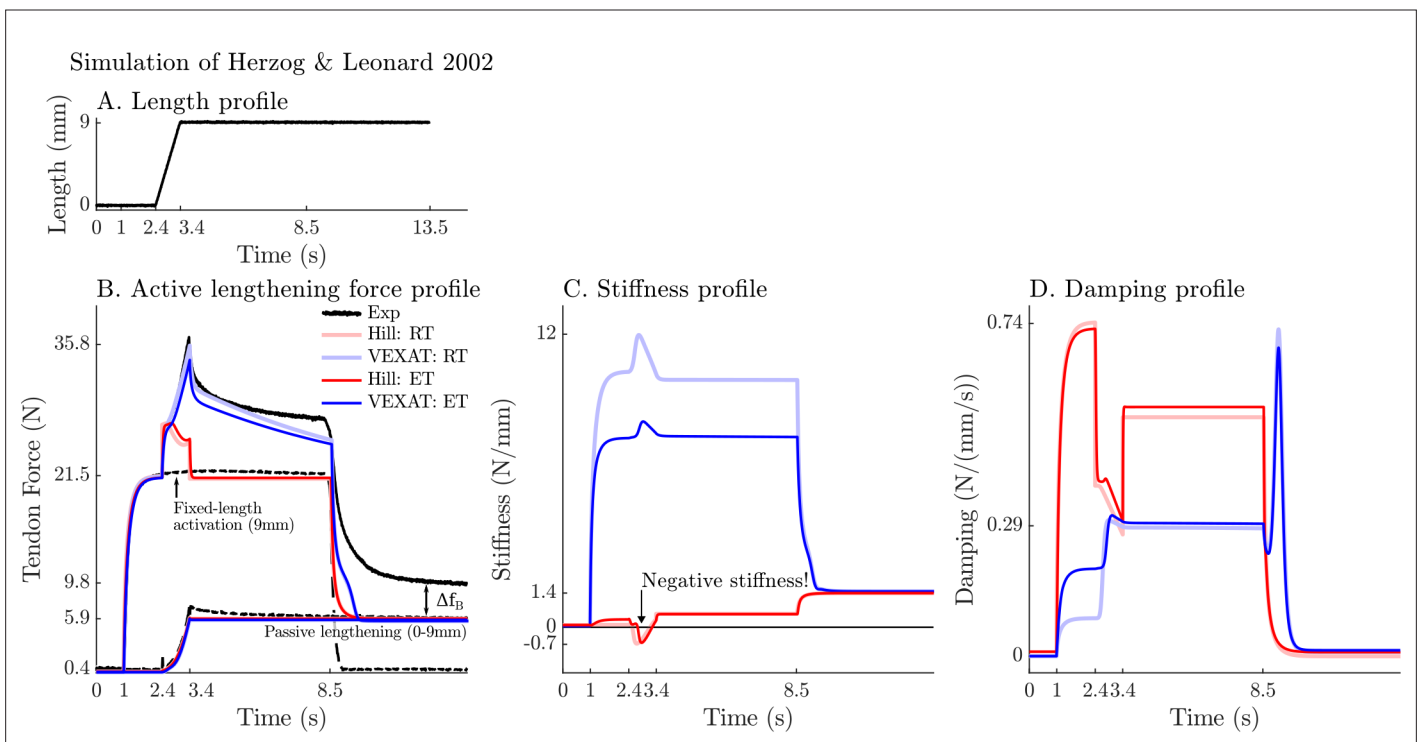 Simulation of Herzog & Leonard 2002
A. Length profile
Length (mm)
9
0
0 1 2.4 3.4 8.5 13.5
Time (s)
B. Active lengthening force profile
Tendon Force (N)
35.8
21.5
9.8
5.9
0.4
Exp
Hill: RT
VEXAT: RT
Hill: ET
VEXAT: ET
Fixed-length
activation (9mm)
ΔfB
Passive lengthening (0-9mm)
0 1 2.4 3.4 8.5
Time (s)
C. Stiffness profile
Stiffness (N/mm)
12
1.4
0
-0.7
Negative stiffness!
0 1 2.43.4 8.5
Time (s)
D. Damping profile
Damping (N/(mm/s))
0.74
0.29
0
0 1 2.43.4 8.5
Time (s)